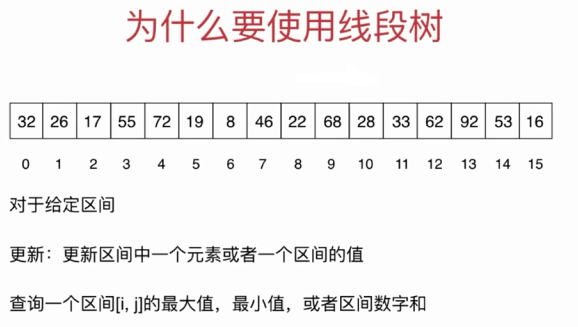 为什么要使用线段树
32 26 17 55 72 19 8 46 22 68 28 33 62 92 53 16
0 1 2 3 4 5 6 7 8 9 10 11 12 13 14 15
对于给定区间
更新：更新区间中一个元素或者一个区间的值
查询一个区间[i, j]的最大值，最小值，或者区间数字和